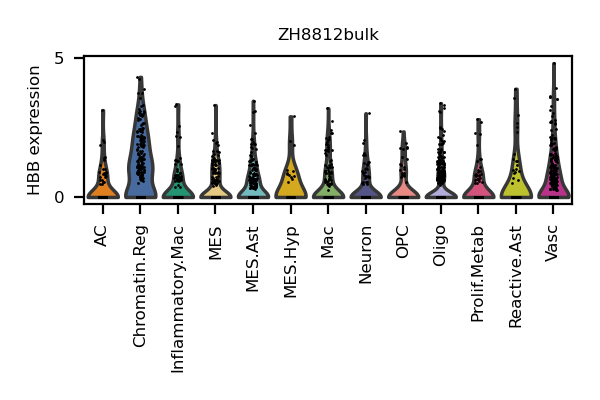 ZH8812bulk
HBB expression
5
0
AC
Chromatin.Reg
Inflammatory.Mac
MES
MES.Ast
MES.Hyp
Mac
Neuron
OPC
Oligo
Prolif.Metab
Reactive.Ast
Vasc